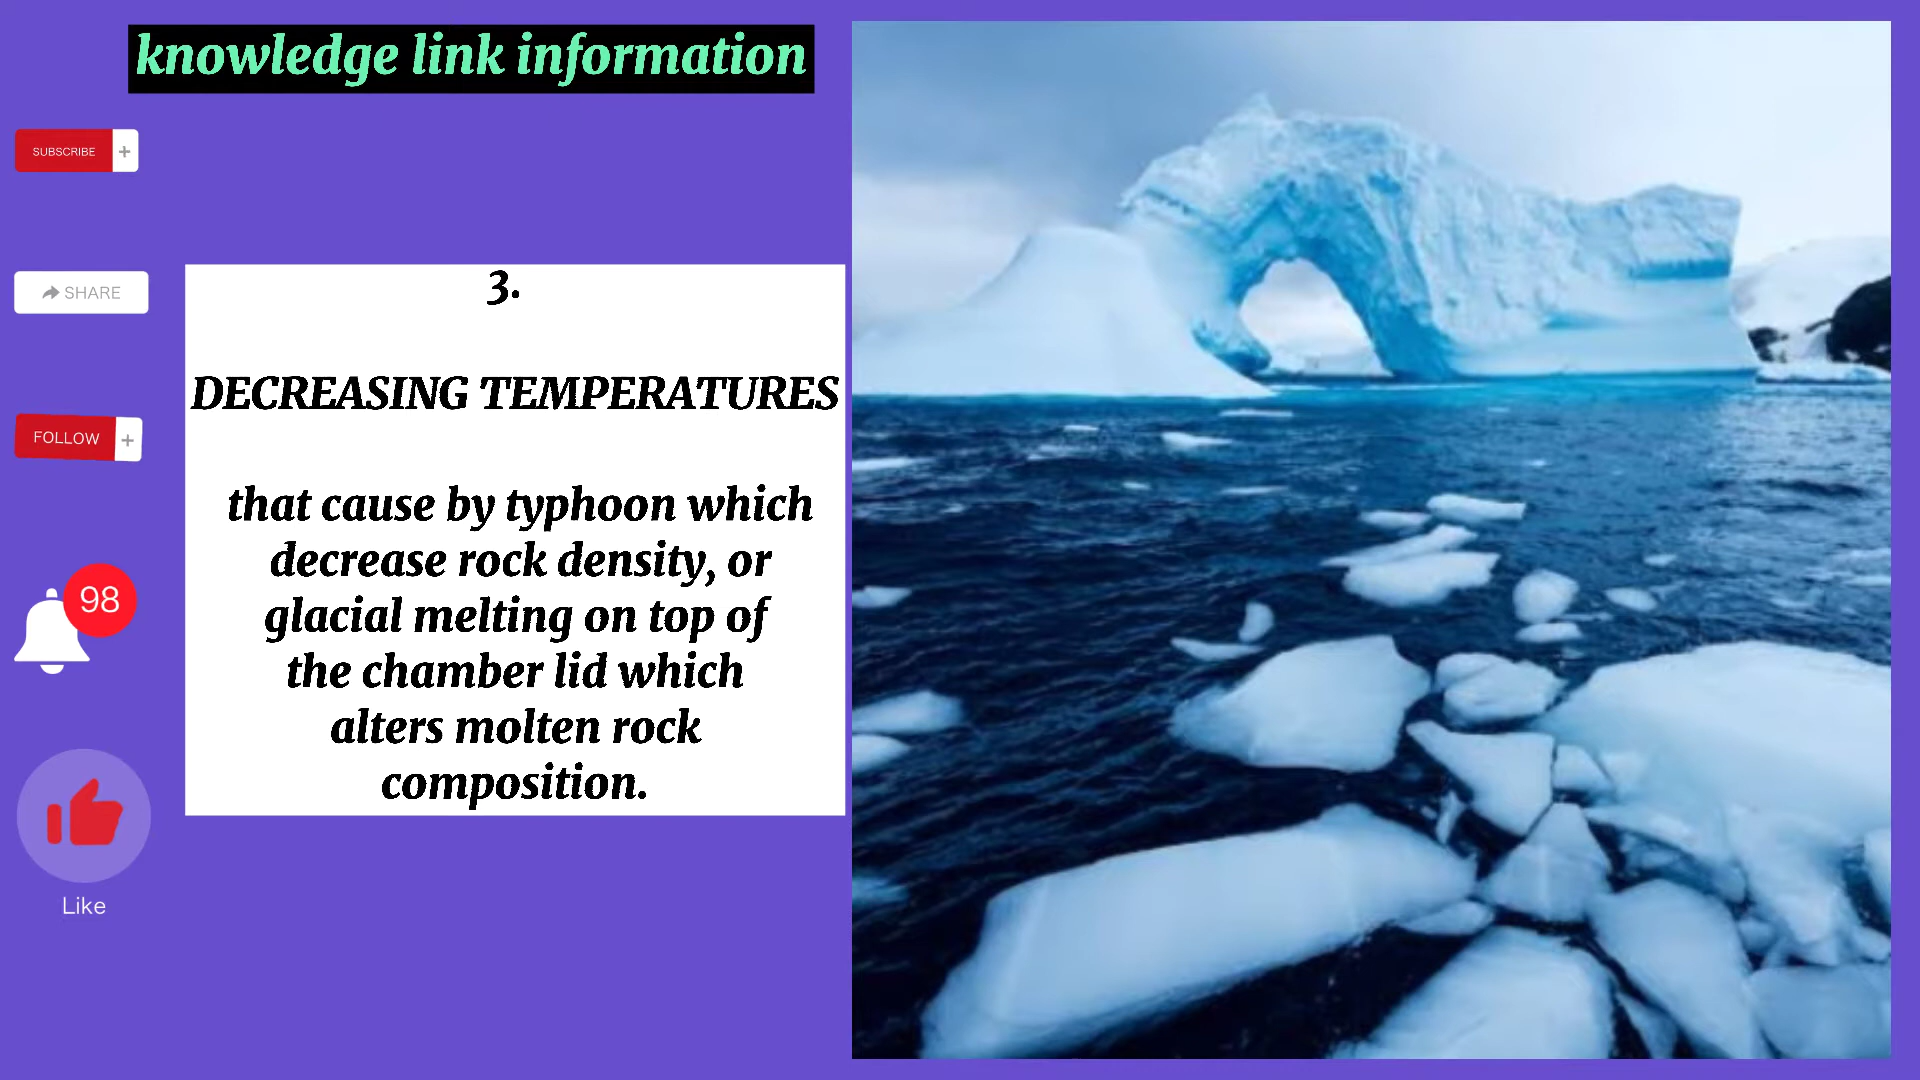 knowledge link information
SUBSCRIBE +
SHARE
FOLLOW +
98
Like
3.
DECREASING TEMPERATURES
that cause by typhoon which
decrease rock density, or
glacial melting on top of
the chamber lid which
alters molten rock
composition.